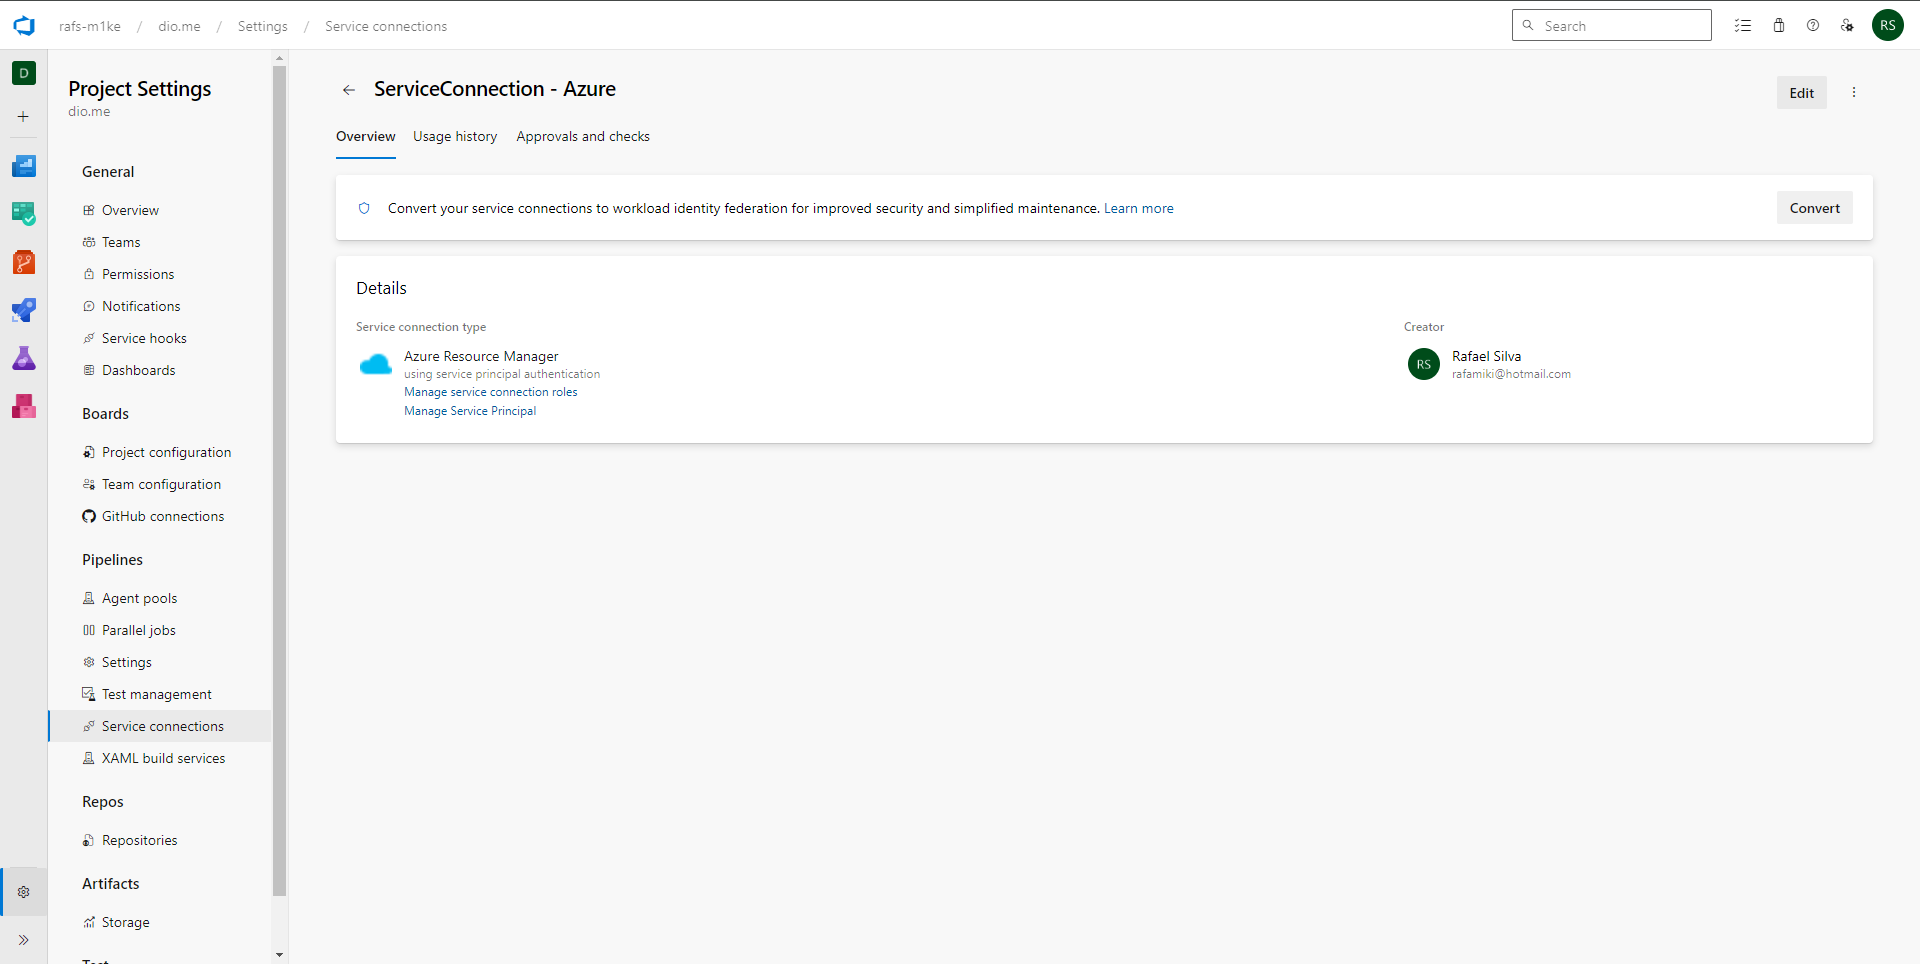 rafs-m1ke / dio.me / Settings / Service connections
Search
RS
D
Project Settings
dio.me
General
Overview
Teams
Permissions
Notifications
Service hooks
Dashboards
Boards
Project configuration
Team configuration
GitHub connections
Pipelines
Agent pools
Parallel jobs
Settings
Test management
Service connections
XAML build services
Repos
Repositories
Artifacts
Storage
Test
ServiceConnection - Azure
Edit
Overview Usage history Approvals and checks
Convert your service connections to workload identity federation for improved security and simplified maintenance. Learn more
Convert
Details
Service connection type
Azure Resource Manager
using service principal authentication
Manage service connection roles
Manage Service Principal
Creator
RS
Rafael Silva
rafamiki@hotmail.com